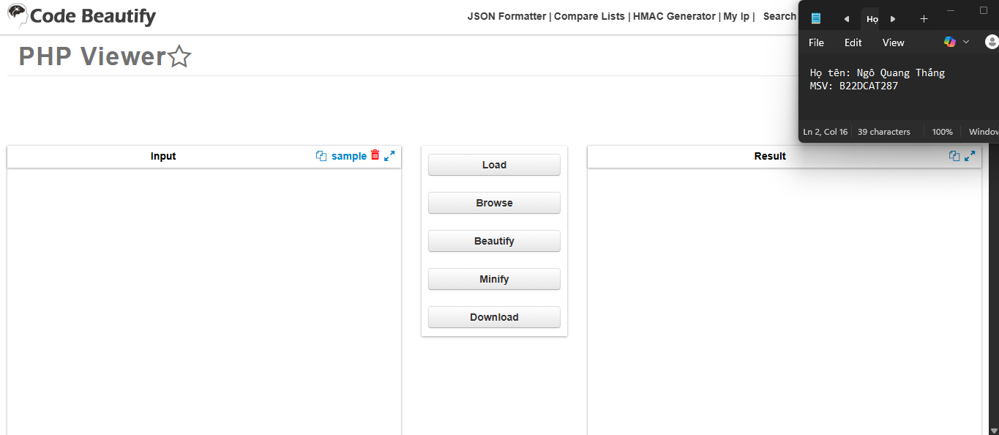 Code Beautify
JSON Formatter | Compare Lists | HMAC Generator | My Ip | Search
PHP Viewer
Họ
File Edit View
Họ tên: Ngô Quang Thắng
MSV: B22DCAT287
Ln 2, Col 16 39 characters 100% Window
Input sample
Load
Browse
Beautify
Minify
Download
Result